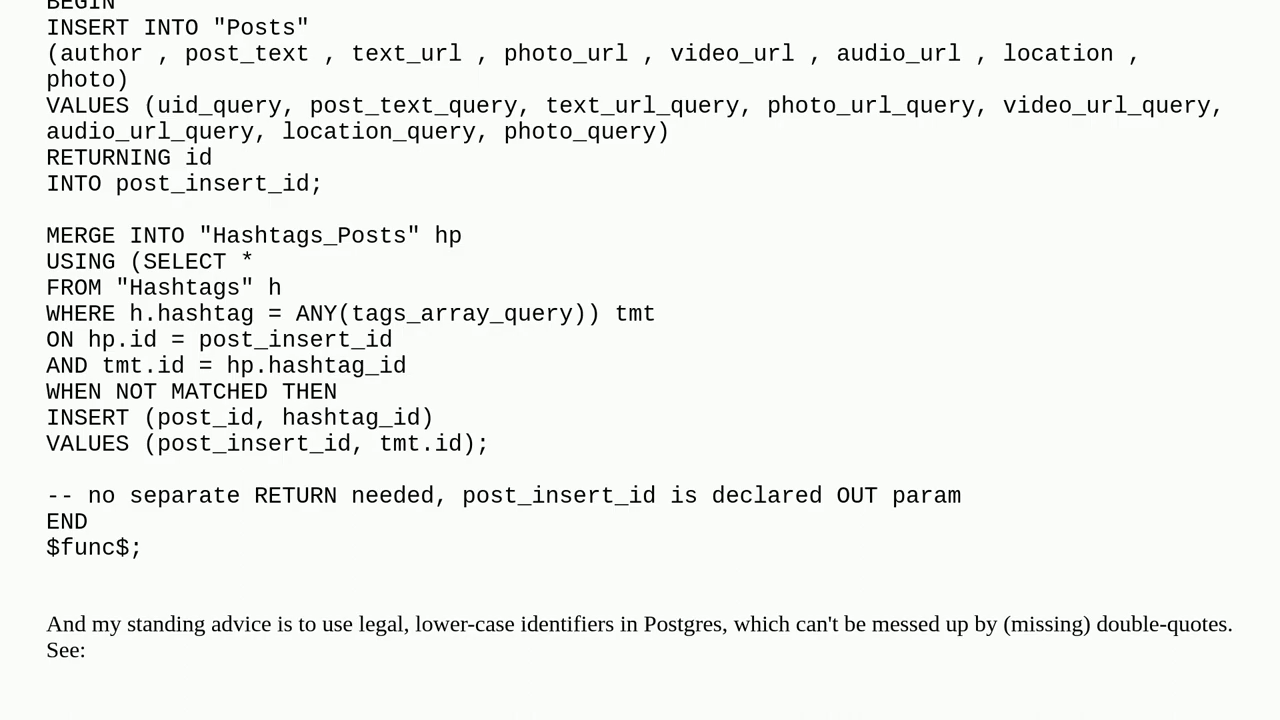 BEGIN
INSERT INTO "Posts"
(author , post_text , text_url , photo_url , video_url , audio_url , location ,
photo)
VALUES (uid_query, post_text_query, text_url_query, photo_url_query, video_url_query,
audio_url_query, location_query, photo_query)
RETURNING id
INTO post_insert_id;

MERGE INTO "Hashtags_Posts" hp
USING (SELECT *
FROM "Hashtags" h
WHERE h.hashtag = ANY(tags_array_query)) tmt
ON hp.id = post_insert_id
AND tmt.id = hp.hashtag_id
WHEN NOT MATCHED THEN
INSERT (post_id, hashtag_id)
VALUES (post_insert_id, tmt.id);

-- no separate RETURN needed, post_insert_id is declared OUT param
END
$func$;

And my standing advice is to use legal, lower-case identifiers in Postgres, which can't be messed up by (missing) double-quotes.
See: